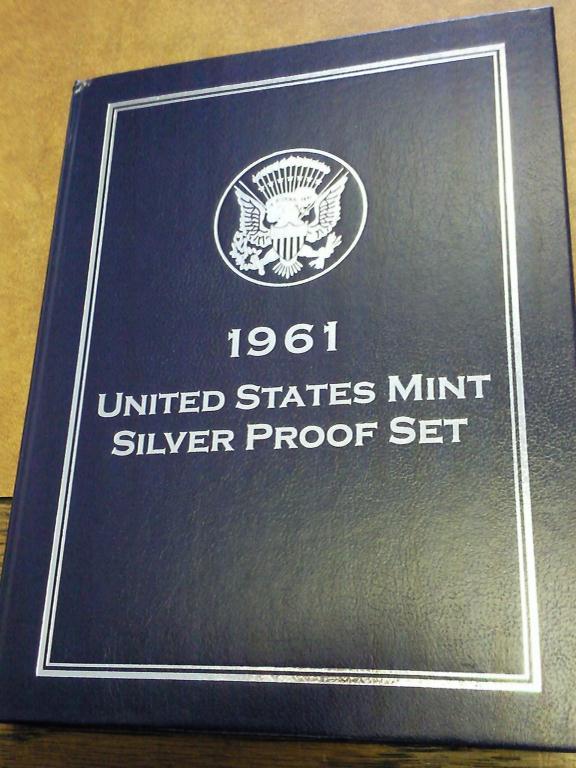 1961
UNITED STATES MINT
SILVER PROOF SET